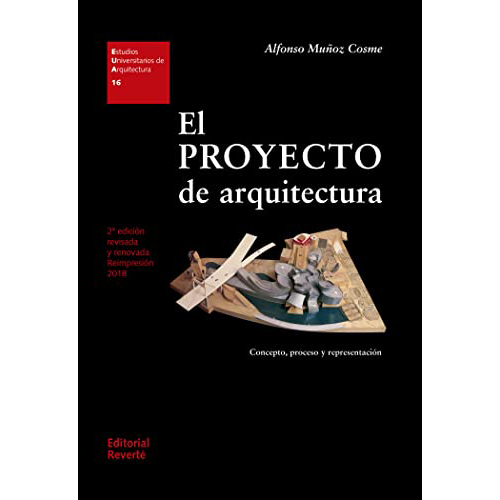 Estudios
Universitarios de
Arquitectura
16
Alfonso Muñoz Cosme
El
PROYECTO
de arquitectura
2ª edición
revisada
y renovada
Reimpresión
2018
Concepto, proceso y representación
Editorial
Reverté